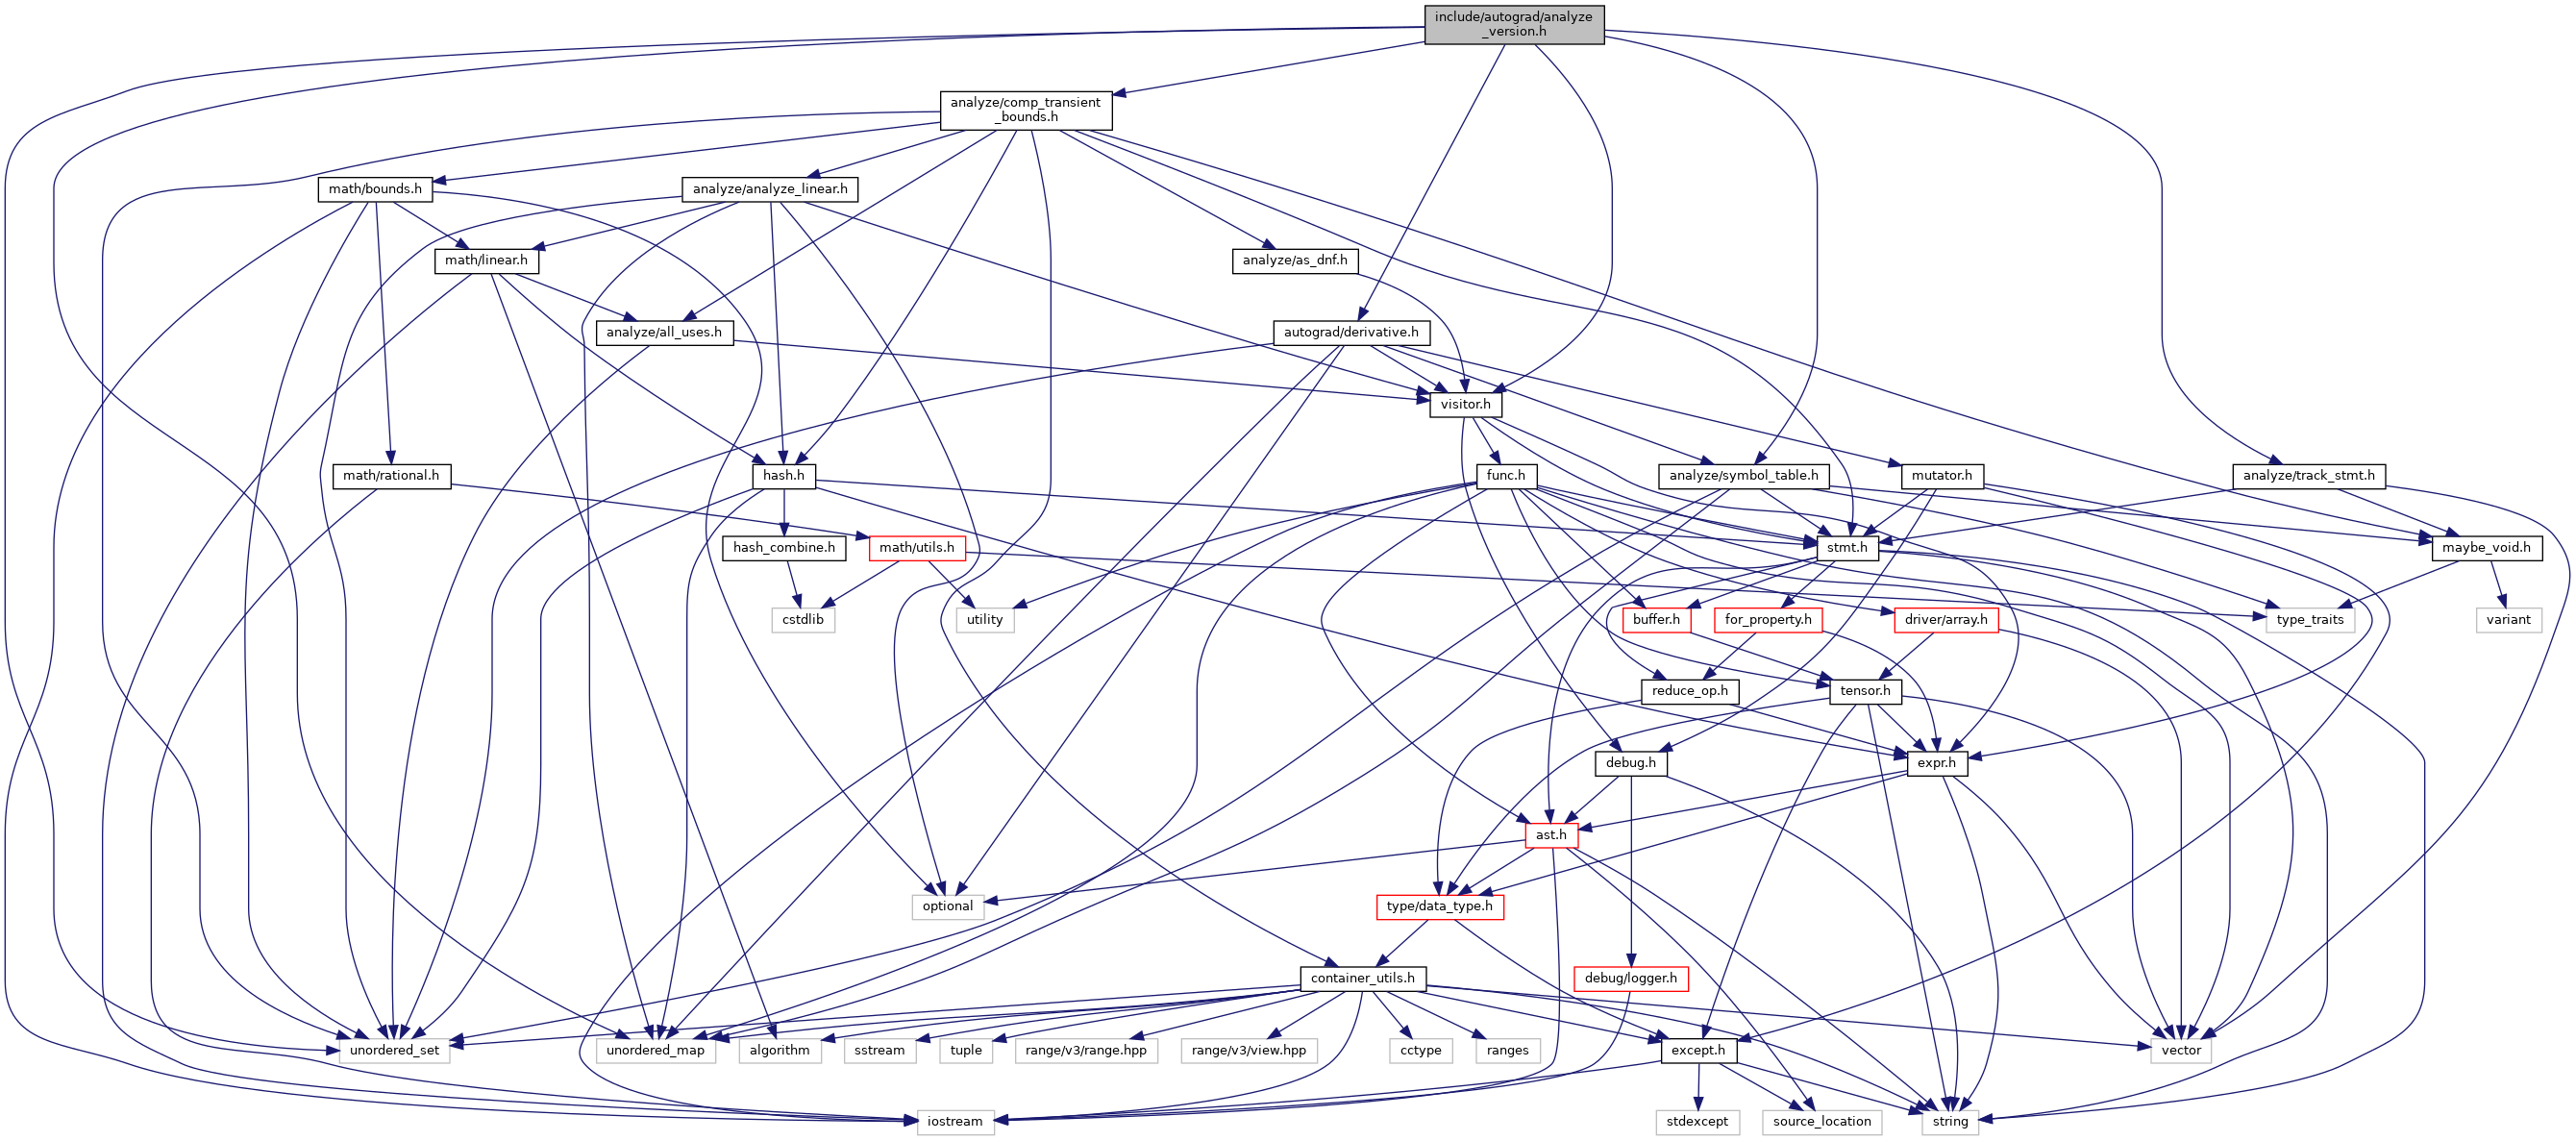 include/autograd/analyze
_version.h
analyze/comp_transient
_bounds.h
math/bounds.h
analyze/analyze_linear.h
math/linear.h
analyze/as_dnf.h
analyze/all_uses.h
autograd/derivative.h
visitor.h
math/rational.h
hash.h
func.h
analyze/symbol_table.h
mutator.h
analyze/track_stmt.h
hash_combine.h
math/utils.h
stmt.h
maybe_void.h
cstdlib
utility
buffer.h
for_property.h
driver/array.h
type_traits
variant
reduce_op.h
tensor.h
debug.h
expr.h
ast.h
optional
type/data_type.h
container_utils.h
debug/logger.h
unordered_set
unordered_map
algorithm
sstream
tuple
range/v3/range.hpp
range/v3/view.hpp
cctype
ranges
except.h
vector
iostream
stdexcept
source_location
string